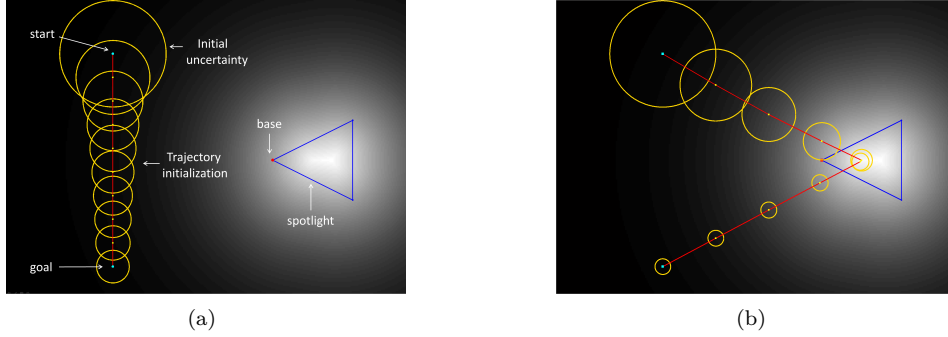 start
Initial
uncertainty
base
Trajectory
initialization
spotlight
goal
(a)
(b)